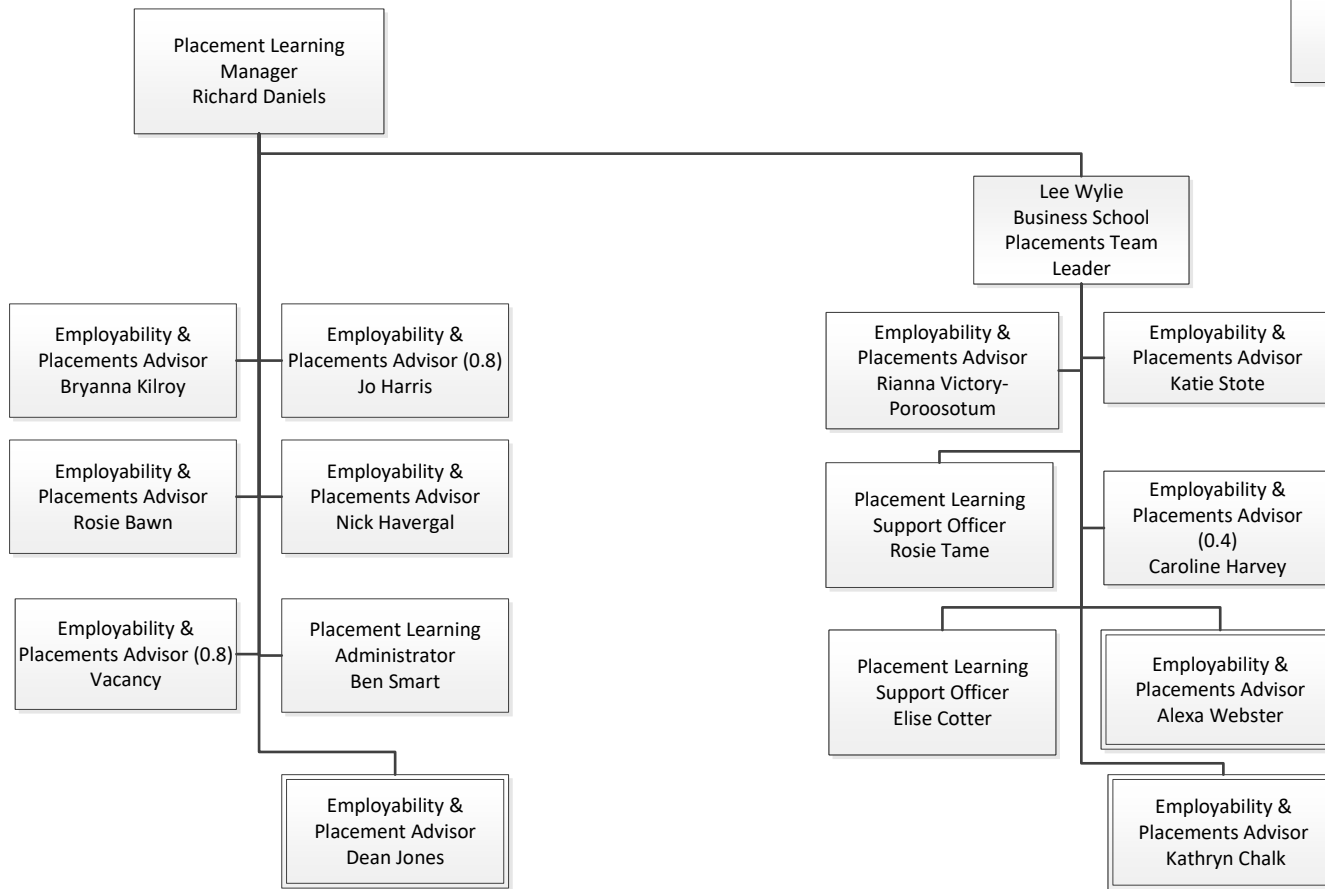 Placement Learning
Manager
Richard Daniels
Lee Wylie
Business School
Placements Team
Leader
Employability &
Placements Advisor
Bryanna Kilroy
Employability &
Placements Advisor (0.8)
Jo Harris
Employability &
Placements Advisor
Rianna Victory-
Poroosotum
Employability &
Placements Advisor
Katie Stote
Employability &
Placements Advisor
Rosie Bawn
Employability &
Placements Advisor
Nick Havergal
Placement Learning
Support Officer
Rosie Tame
Employability &
Placements Advisor
(0.4)
Caroline Harvey
Employability &
Placements Advisor (0.8)
Vacancy
Placement Learning
Administrator
Ben Smart
Placement Learning
Support Officer
Elise Cotter
Employability &
Placements Advisor
Alexa Webster
Employability &
Placement Advisor
Dean Jones
Employability &
Placements Advisor
Kathryn Chalk